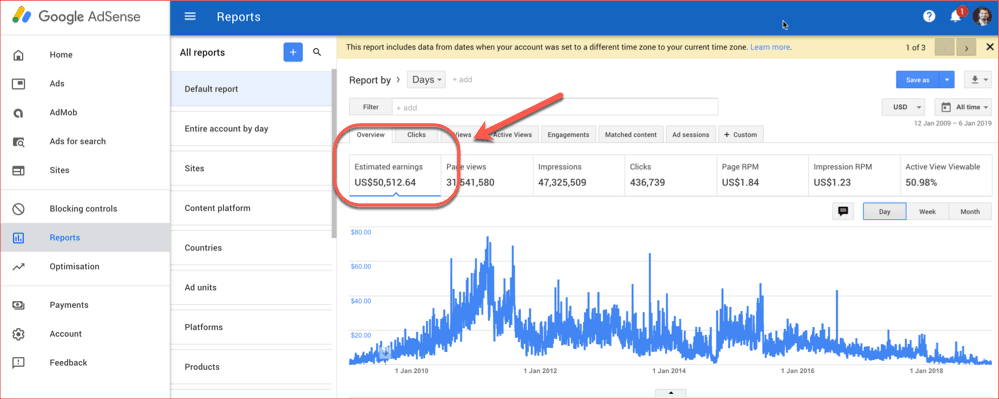 Google AdSense
Reports
1
Home
Ads
AdMob
Ads for search
Sites
Blocking controls
Reports
Optimisation
Payments
Account
Feedback
All reports
+
Default report
Entire account by day
Sites
Content platform
Countries
Ad units
Platforms
Products
This report includes data from dates when your account was set to a different time zone to your current time zone. Learn more.
1 of 3
Report by > Days + add
Save as
Filter + add
USD
All time
12 Jan 2009 – 6 Jan 2019
Overview Clicks Views Active Views Engagements Matched content Ad sessions + Custom
Estimated earnings Page views Impressions Clicks Page RPM Impression RPM Active View Viewable
US$50,512.64 31,541,580 47,325,509 436,739 US$1.84 US$1.23 50.98%
Day Week Month
$80.00
$60.00
$40.00
$20.00
1 Jan 2010 1 Jan 2012 1 Jan 2014 1 Jan 2016 1 Jan 2018